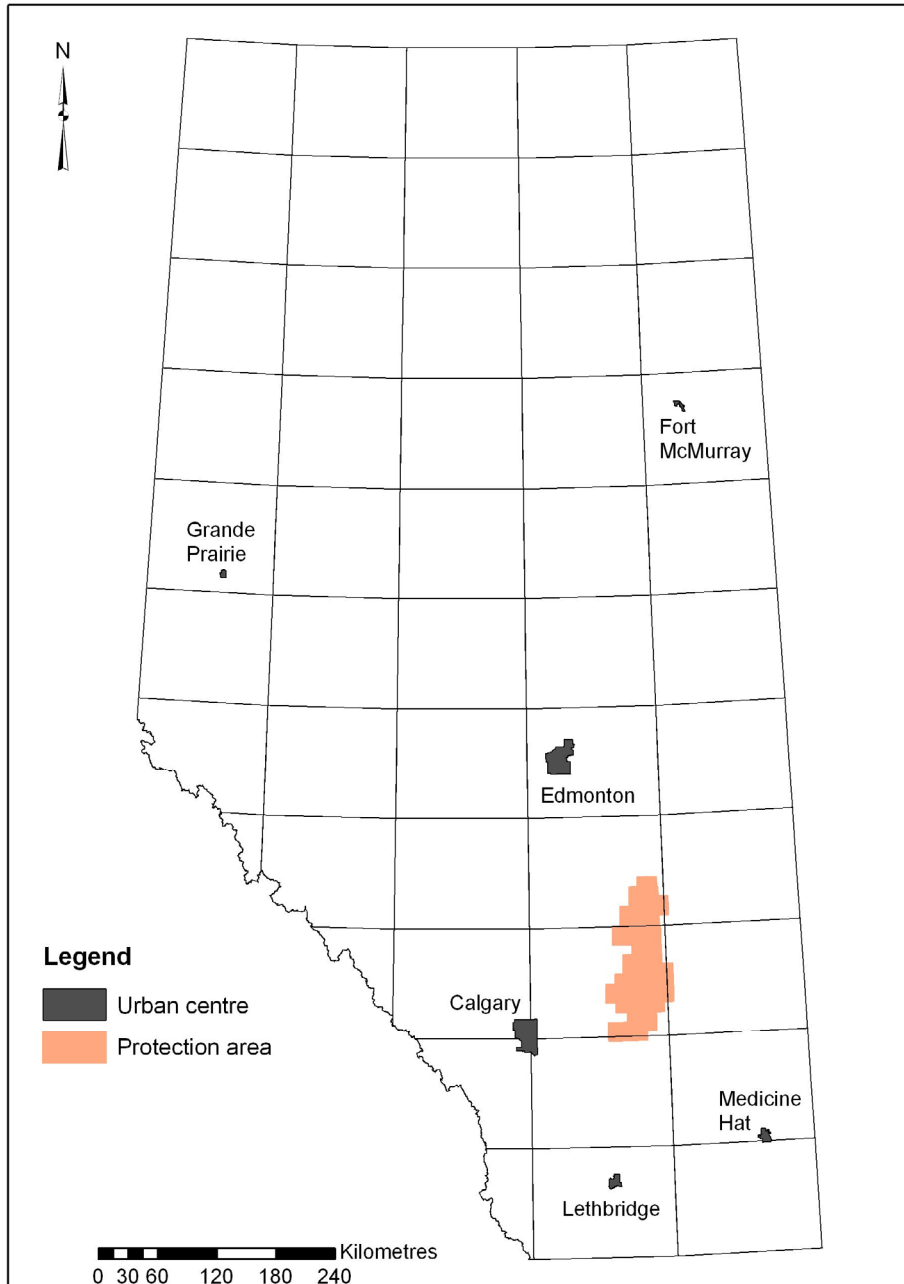 N
Fort
McMurray
Grande
Prairie
Edmonton
Legend
Urban centre
Protection area
Calgary
Medicine
Hat
Lethbridge
Kilometres
0 30 60 120 180 240